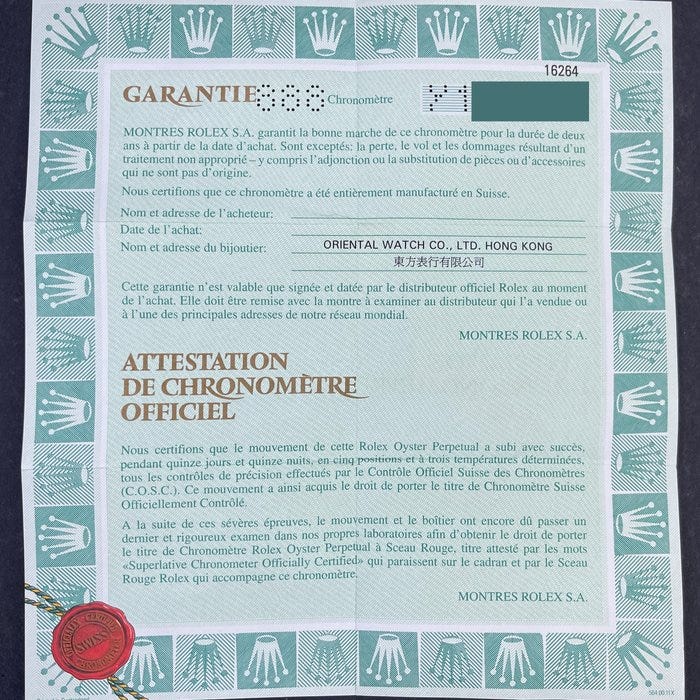 16264
GARANTIE 888 Chronomètre
MONTRES ROLEX S.A. garantit la bonne marche de ce chronomètre pour la durée de deux
ans à partir de la date d'achat. Sont exceptés: la perte, le vol et les dommages résultant d'un
traitement non approprié – y compris l'adjonction ou la substitution de pièces ou d'accessoires
qui ne sont pas d'origine.
Nous certifions que ce chronomètre a été entièrement manufacturé en Suisse.
Nom et adresse de l'acheteur:
Date de l'achat:
Nom et adresse du bijoutier: ORIENTAL WATCH CO., LTD. HONG KONG
東方表行有限公司
Cette garantie n'est valable que signée et datée par le distributeur officiel Rolex au moment
de l'achat. Elle doit être remise avec la montre à examiner au distributeur qui l'a vendue ou
à l'une des principales adresses de notre réseau mondial.
MONTRES ROLEX S.A.
ATTESTATION
DE CHRONOMÈTRE
OFFICIEL
Nous certifions que le mouvement de cette Rolex Oyster Perpetual a subi avec succès,
pendant quinze jours et quinze nuits, en cinq positions et à trois températures déterminées,
tous les contrôles de précision effectués par le Contrôle Officiel Suisse des Chronomètres
(C.O.S.C.). Ce mouvement a ainsi acquis le droit de porter le titre de Chronomètre Suisse
Officiellement Contrôlé.
A la suite de ces sévères épreuves, le mouvement et le boîtier ont encore dû passer un
dernier et rigoureux examen dans nos propres laboratoires afin d'obtenir le droit de porter
le titre de Chronomètre Rolex Oyster Perpetual à Sceau Rouge, titre attesté par les mots
«Superlative Chronometer Officially Certified» qui paraissent sur le cadran et par le Sceau
Rouge Rolex qui accompagne ce chronomètre.
MONTRES ROLEX S.A.
SWISS